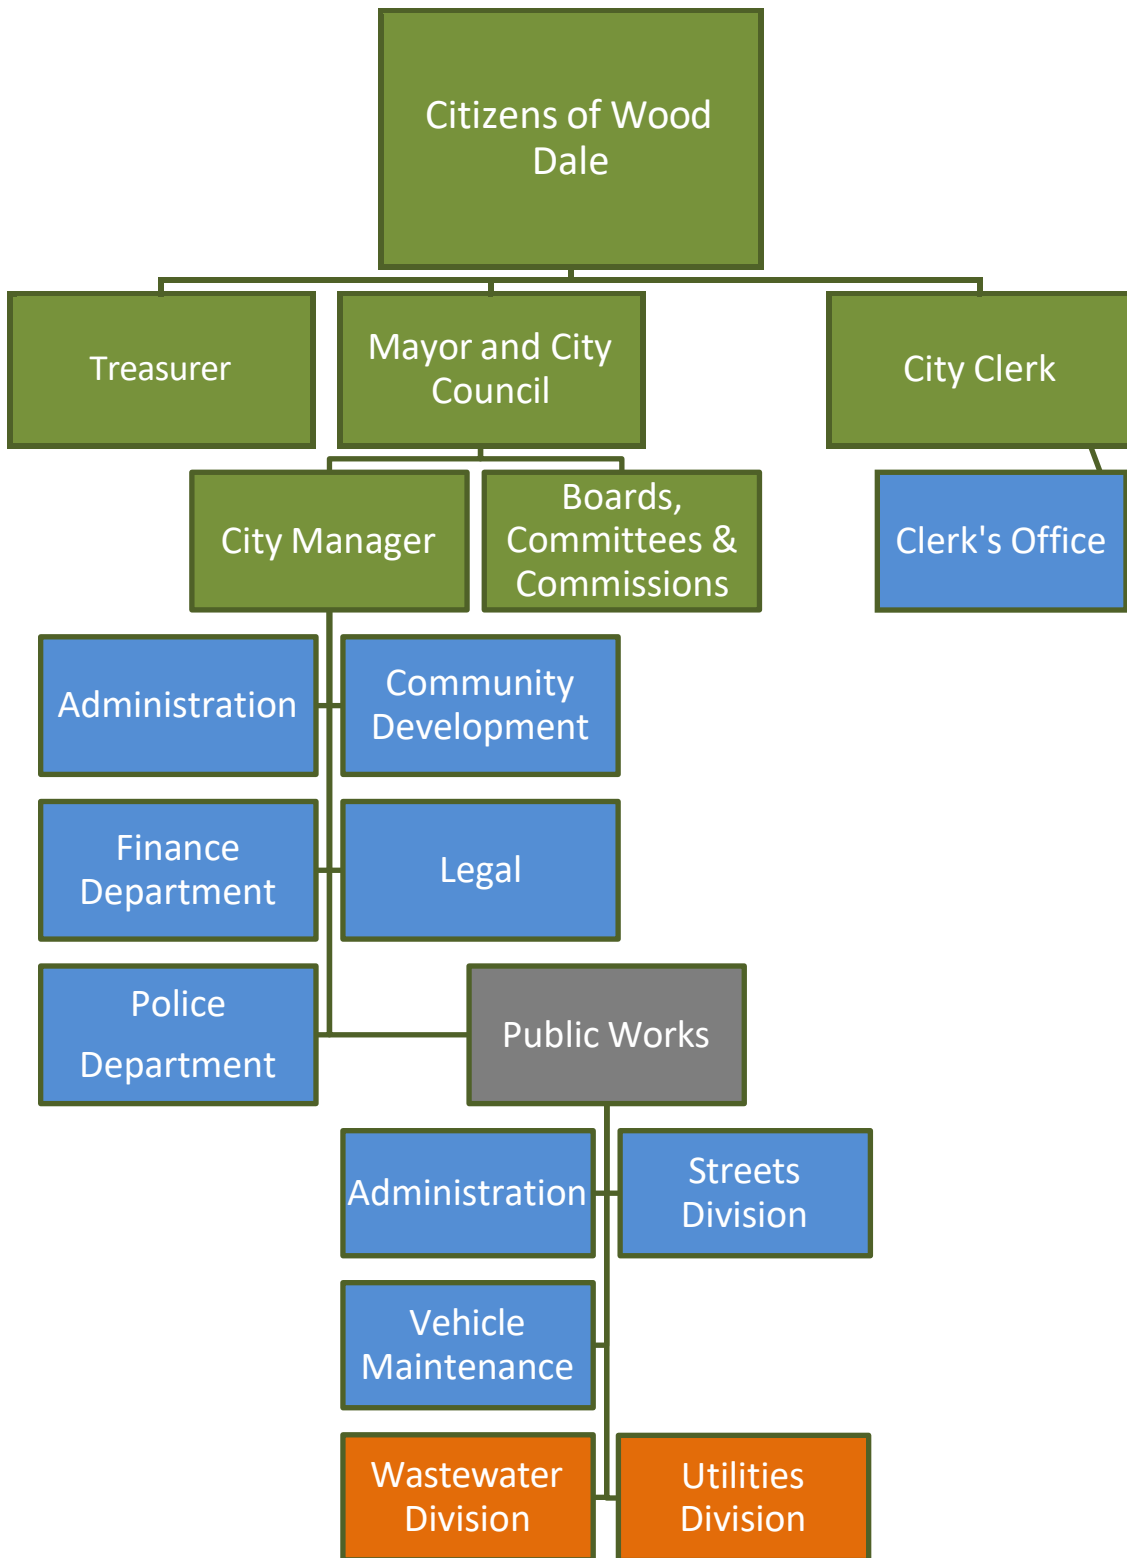 Citizens of Wood
Dale
Treasurer
Mayor and City
Council
City Clerk
City Manager
Boards,
Committees &
Commissions
Clerk's Office
Administration
Community
Development
Finance
Department
Legal
Police
Department
Public Works
Administration
Streets
Division
Vehicle
Maintenance
Wastewater
Division
Utilities
Division